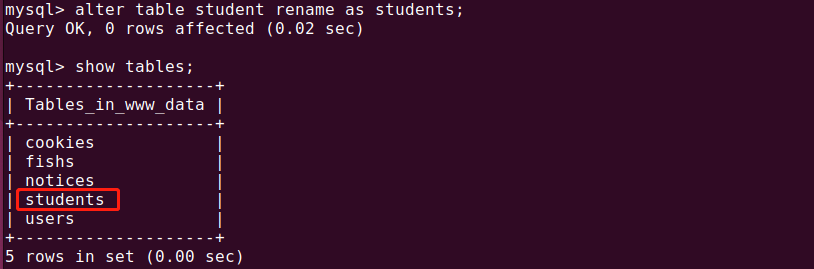 mysql> alter table student rename as students;
Query OK, 0 rows affected (0.02 sec)
mysql> show tables;
+--------------------+
| Tables_in_www_data |
+--------------------+
| cookies            |
| fishs              |
| notices            |
| students           |
| users              |
+--------------------+
5 rows in set (0.00 sec)